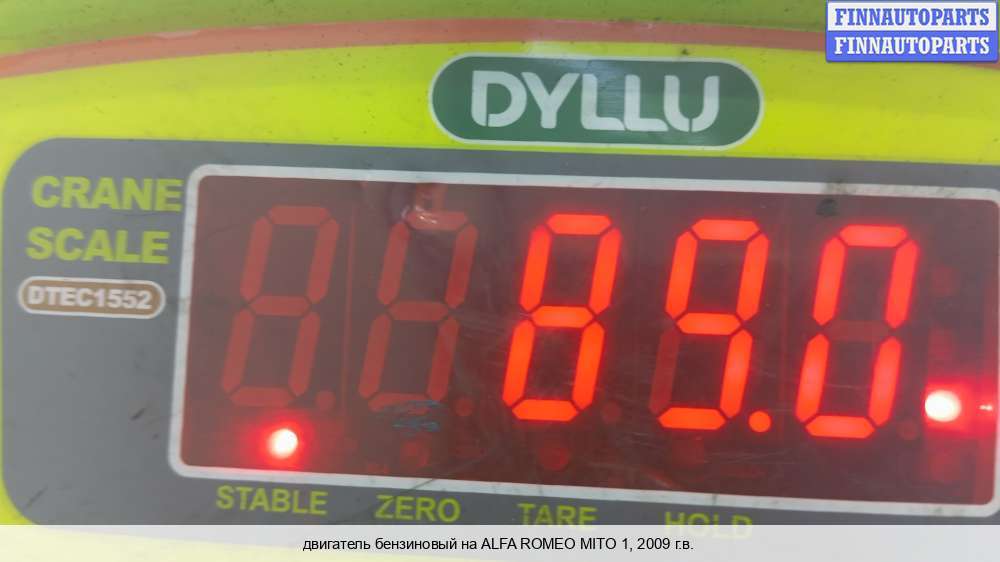 FINNAUTOPARTS
FINNAUTOPARTS
DYLLU
CRANE
SCALE
DTEC1552
89.0
STABLE ZERO TARE HOLD
двигатель бензиновый на ALFA ROMEO MITO 1, 2009 г.в.